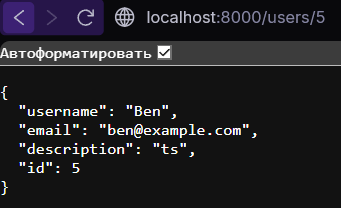 localhost:8000/users/5
Автоформатировать
{
  "username": "Ben",
  "email": "ben@example.com",
  "description": "ts",
  "id": 5
}